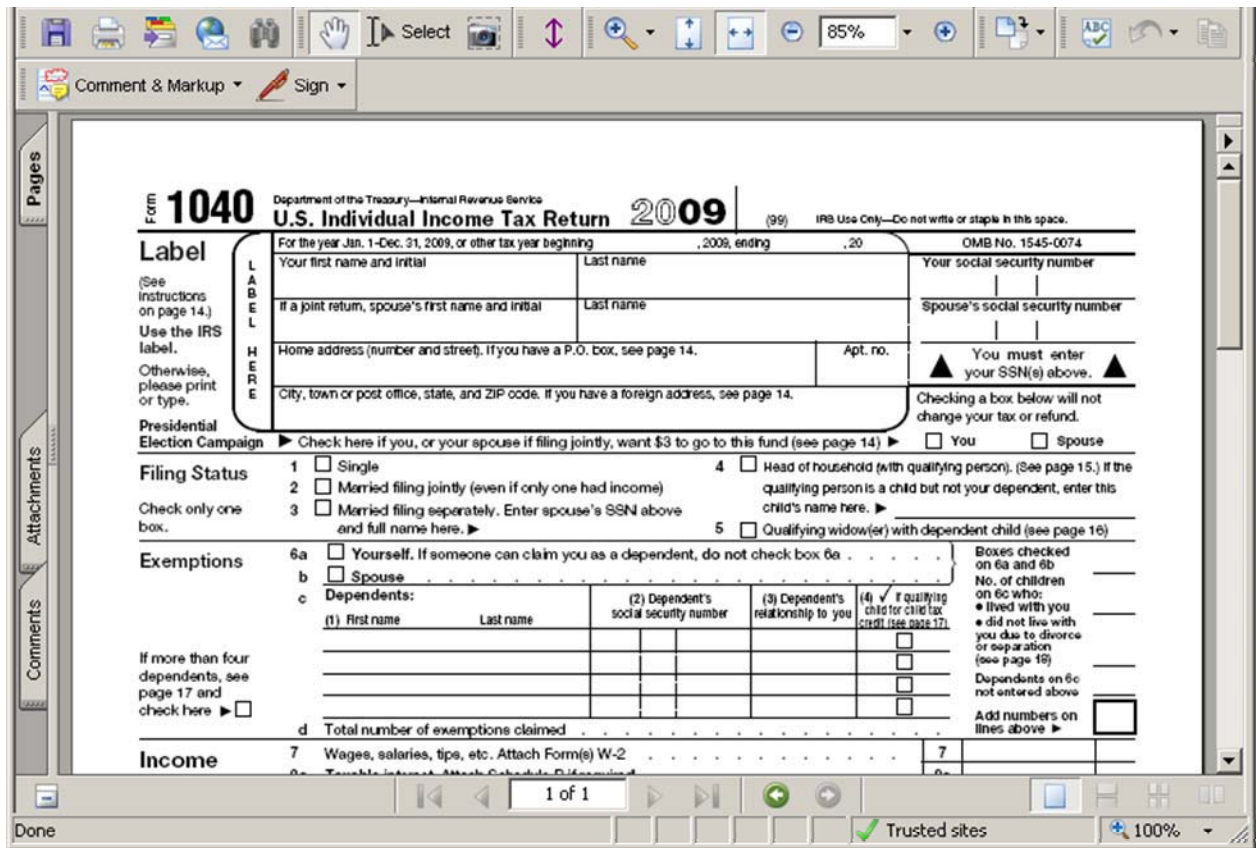 Select
85%
Comment & Markup
Sign
Pages
Attachments
Comments
Form 1040
Department of the Treasury—Internal Revenue Service
U.S. Individual Income Tax Return 2009 (99) IRS Use Only—Do not write or staple in this space.
Label
(See
instructions
on page 14.)
Use the IRS
label.
Otherwise,
please print
or type.
Presidential
Election Campaign
LABEL HERE
For the year Jan. 1–Dec. 31, 2009, or other tax year beginning , 2009, ending , 20
OMB No. 1545-0074
Your first name and initial
Last name
Your social security number
If a joint return, spouse's first name and initial
Last name
Spouse's social security number
Home address (number and street). If you have a P.O. box, see page 14.
Apt. no.
▲ You must enter your SSN(s) above. ▲
City, town or post office, state, and ZIP code. If you have a foreign address, see page 14.
Checking a box below will not
change your tax or refund.
▶ Check here if you, or your spouse if filing jointly, want $3 to go to this fund (see page 14) ▶
You
Spouse
Filing Status
Check only one
box.
1 Single
2 Married filing jointly (even if only one had income)
3 Married filing separately. Enter spouse's SSN above
and full name here. ▶
4 Head of household (with qualifying person). (See page 15.) If the
qualifying person is a child but not your dependent, enter this
child's name here. ▶
5 Qualifying widow(er) with dependent child (see page 16)
Exemptions
6a Yourself. If someone can claim you as a dependent, do not check box 6a
b Spouse
c Dependents:
(1) First name Last name
(2) Dependent's
social security number
(3) Dependent's
relationship to you
(4) ✓ if qualifying
child for child tax
credit (see page 17)
If more than four
dependents, see
page 17 and
check here ▶
d Total number of exemptions claimed
Boxes checked
on 6a and 6b
No. of children
on 6c who:
• lived with you
• did not live with
you due to divorce
or separation
(see page 18)
Dependents on 6c
not entered above
Add numbers on
lines above ▶
Income
7 Wages, salaries, tips, etc. Attach Form(s) W-2
7
1 of 1
Done
Trusted sites
100%